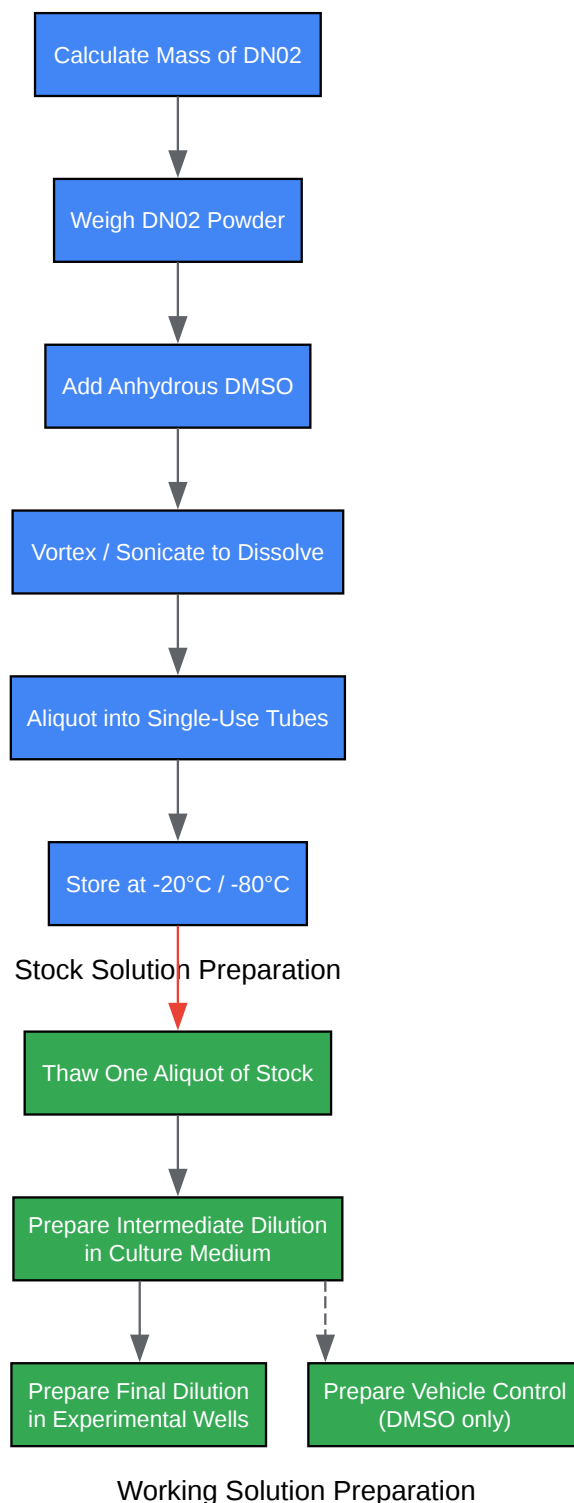 Calculate Mass of DN02
Weigh DN02 Powder
Add Anhydrous DMSO
Vortex / Sonicate to Dissolve
Aliquot into Single-Use Tubes
Store at -20°C / -80°C
Stock Solution Preparation
Thaw One Aliquot of Stock
Prepare Intermediate Dilution
in Culture Medium
Prepare Final Dilution
in Experimental Wells
Prepare Vehicle Control
(DMSO only)
Working Solution Preparation